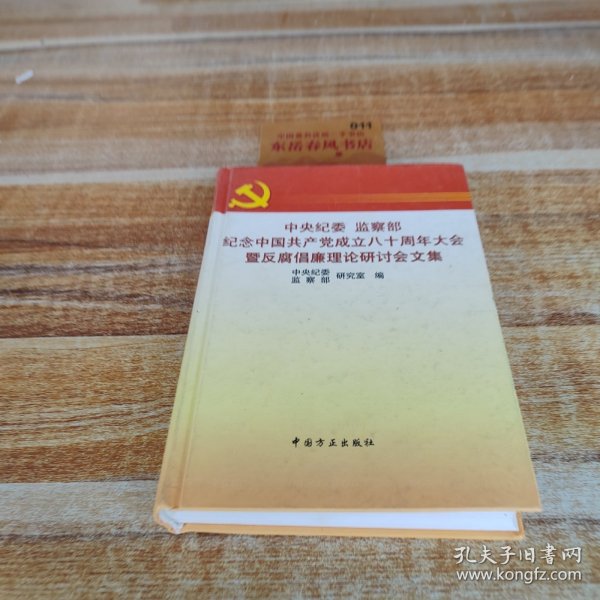 011
东岳春风书店
中央纪委 监察部
纪念中国共产党成立八十周年大会
暨反腐倡廉理论研讨会文集
中央纪委
监察部 研究室 编
中国方正出版社
孔夫子旧书网
www.kongfz.com